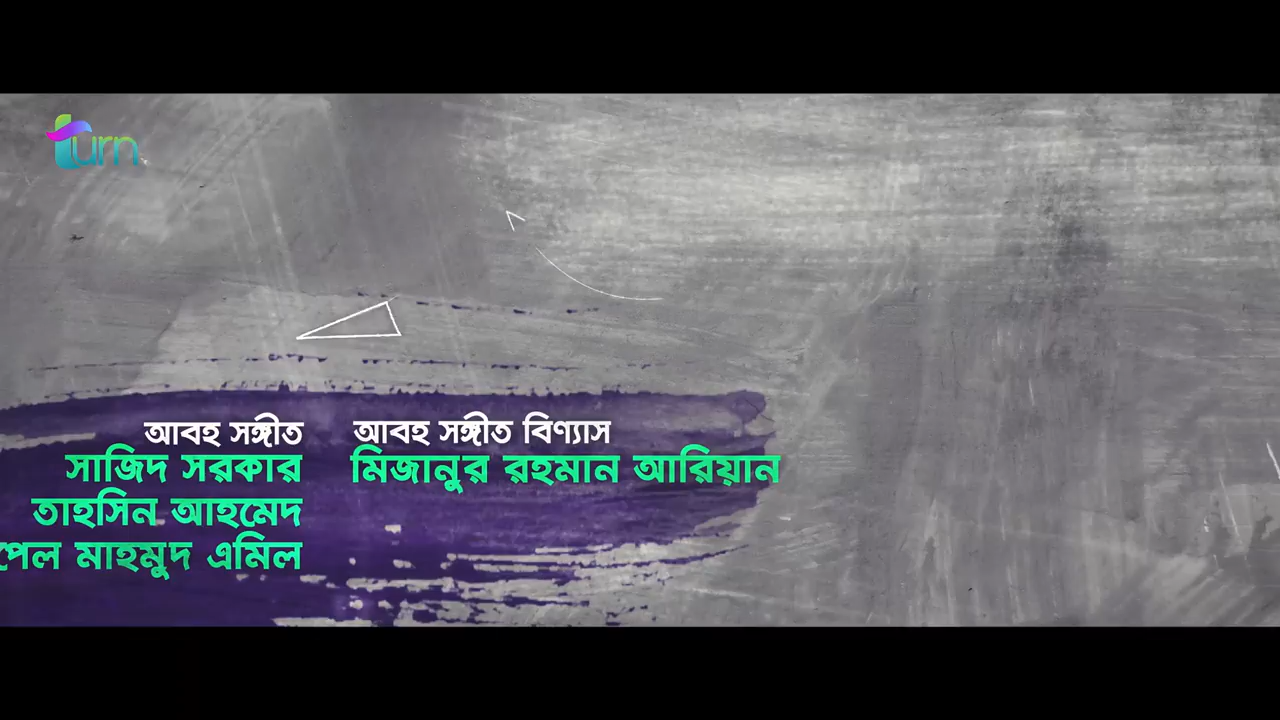 turn
আবহ সঙ্গীত
সাজিদ সরকার
তাহসিন আহমেদ
মাহমুদ এমিল
আবহ সঙ্গীত বিণ্যাস
মিজানুর রহমান আরিয়ান